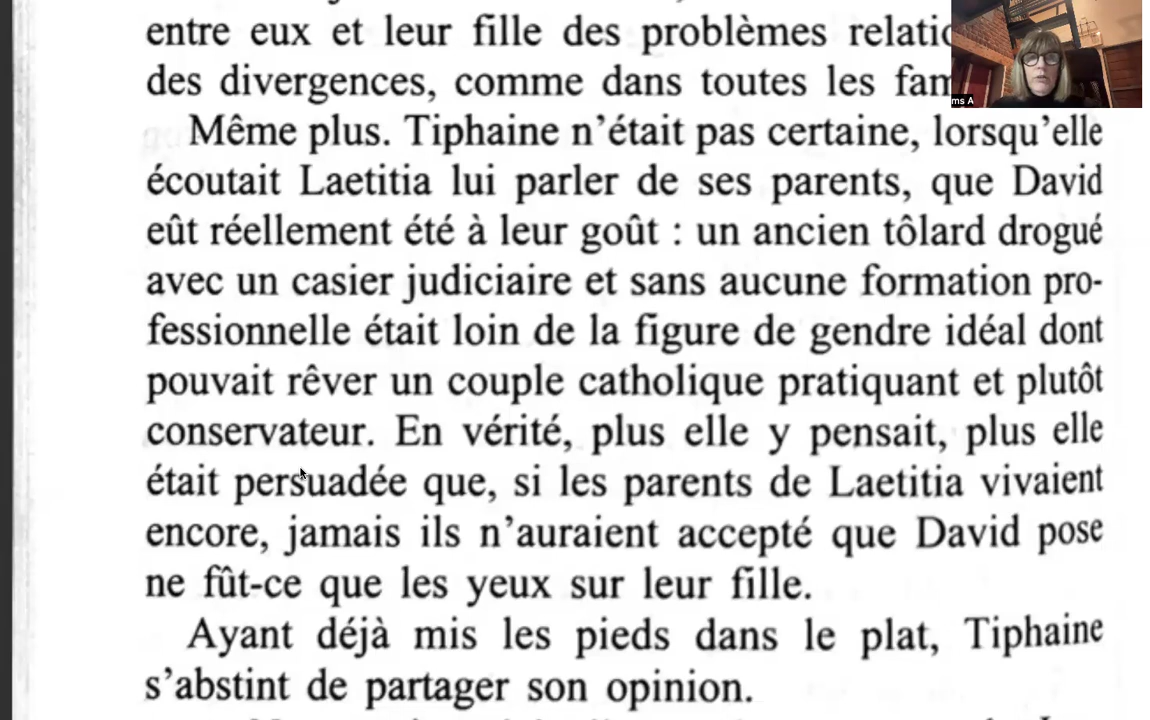 entre eux et leur fille des problèmes
des divergences, comme dans toutes les
Même plus. Tiphaine n'était pas certaine, lorsqu'elle
écoutait Laetitia lui parler de ses parents, que David
eût réellement été à leur goût : un ancien tôlard drogué
avec un casier judiciaire et sans aucune formation pro-
fessionnelle était loin de la figure de gendre idéal dont
pouvait rêver un couple catholique pratiquant et plutôt
conservateur. En vérité, plus elle y pensait, plus elle
était persuadée que, si les parents de Laetitia vivaient
encore, jamais ils n'auraient accepté que David pose
ne fût-ce que les yeux sur leur fille.
Ayant déjà mis les pieds dans le plat, Tiphaine
s'abstint de partager son opinion.
ms A